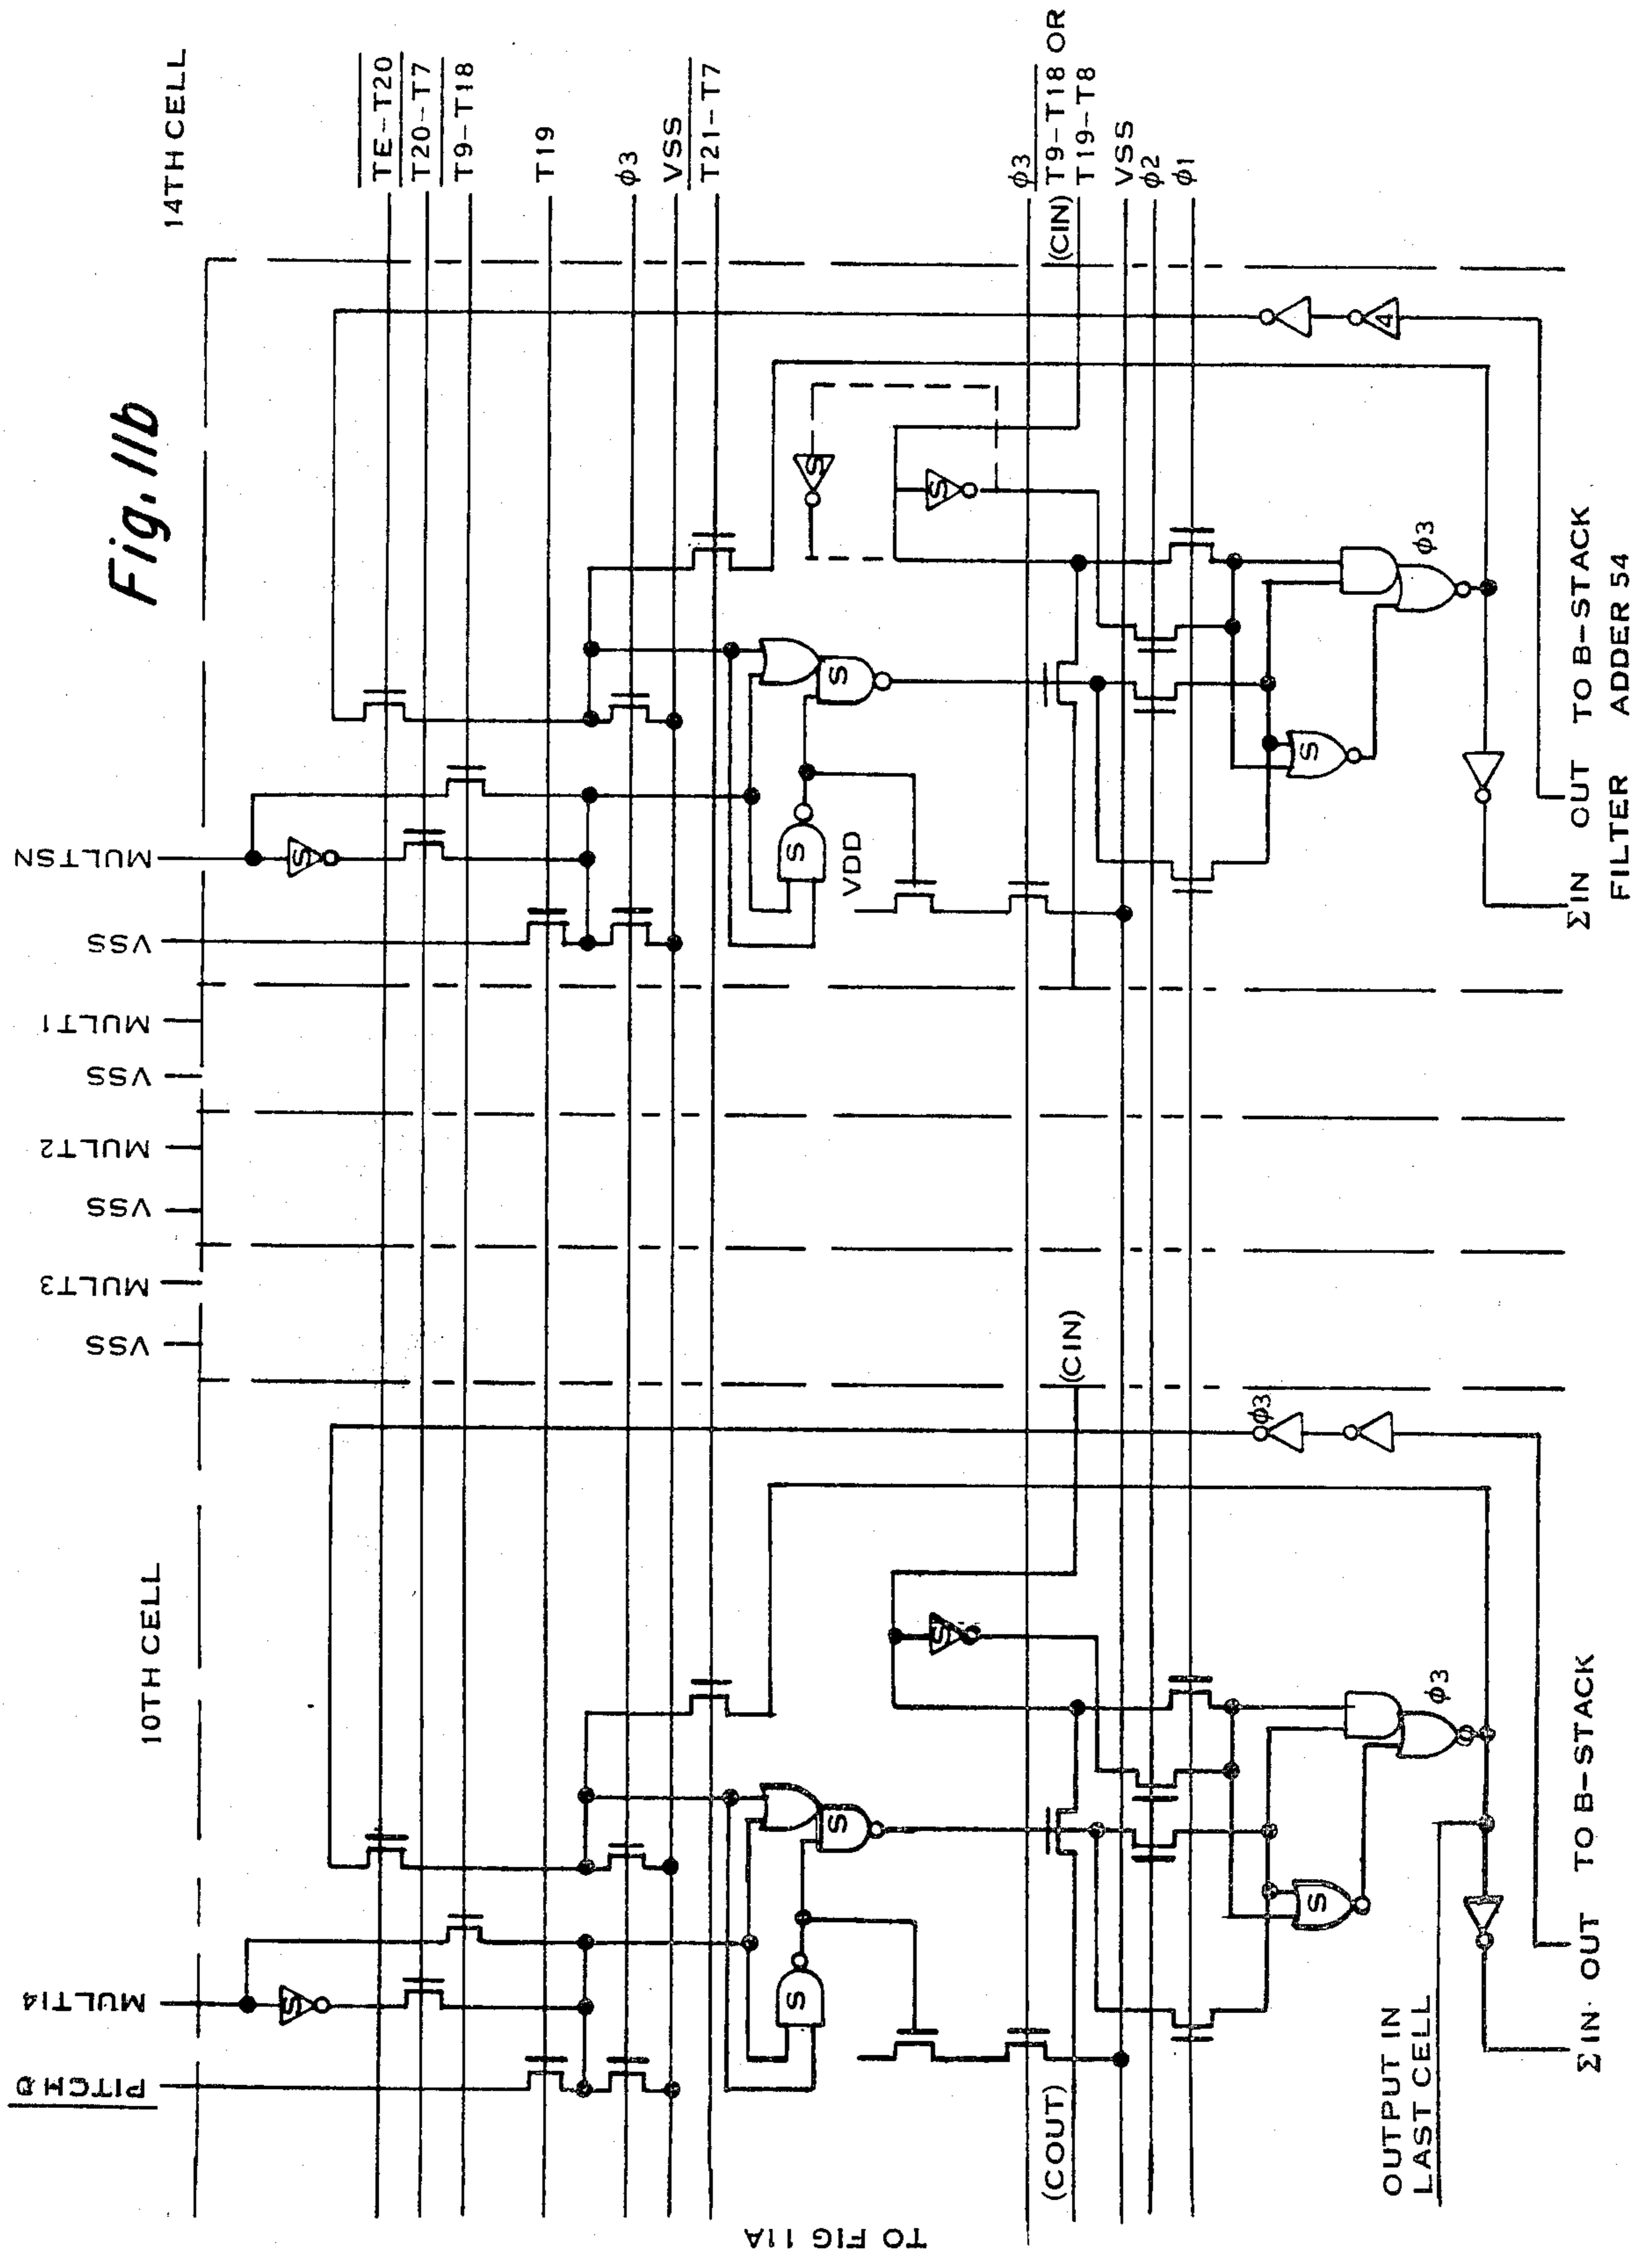 Fig. 11b
14TH CELL
TE-T20
T20-T7
T9-T18
T19
ϕ3
VSS
T21-T7
ϕ3
(CIN) T9-T18 OR
T19-T8
VSS
ϕ2
ϕ1
MULTSN
VSS
MULT1
VSS
MULT2
VSS
MULT3
VSS
10TH CELL
MULT14
PITCH 0
S
S
S
S
S
S
VDD
4
ϕ3
ΣIN OUT TO B-STACK
FILTER ADDER 54
(CIN)
ϕ3
S
S
S
S
S
ϕ3
(COUT)
OUTPUT IN
LAST CELL
ΣIN OUT TO B-STACK
TO FIG 11A